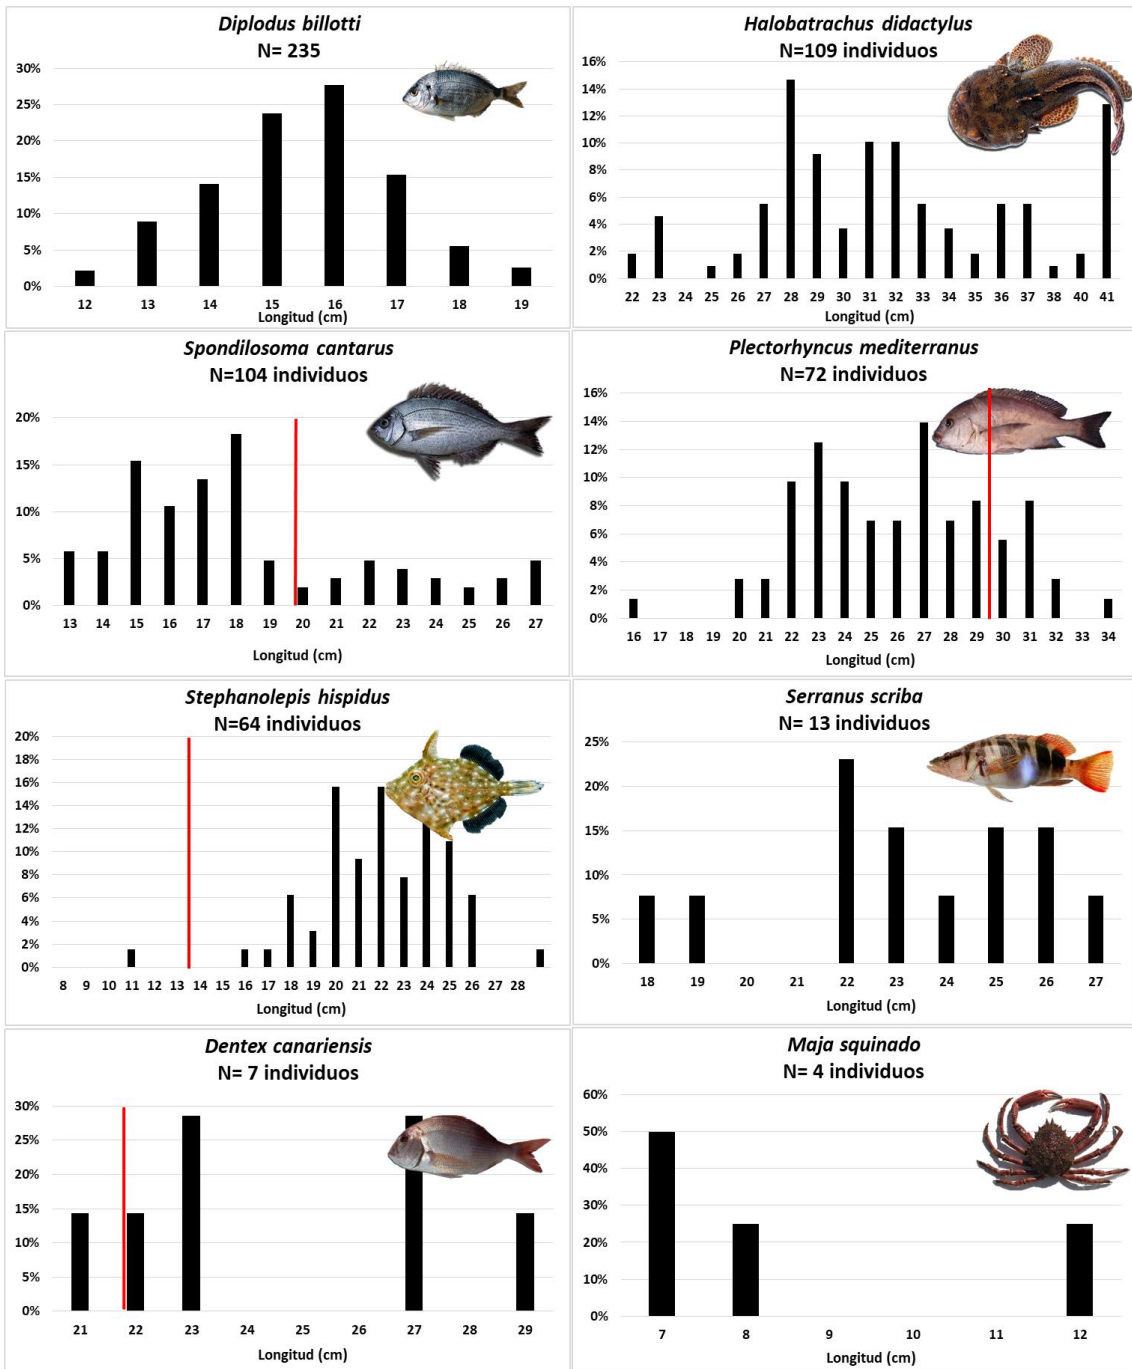 Diplodus billotti
N= 235
30%
25%
20%
15%
10%
5%
0%
12 13 14 15 16 17 18 19
Longitud (cm)
Halobatrachus didactylus
N=109 individuos
16%
14%
12%
10%
8%
6%
4%
2%
0%
22 23 24 25 26 27 28 29 30 31 32 33 34 35 36 37 38 40 41
Longitud (cm)
Spondilosoma cantarus
N=104 individuos
20%
15%
10%
5%
0%
13 14 15 16 17 18 19 20 21 22 23 24 25 26 27
Longitud (cm)
Plectorhyncus mediterranus
N=72 individuos
16%
14%
12%
10%
8%
6%
4%
2%
0%
16 17 18 19 20 21 22 23 24 25 26 27 28 29 30 31 32 33 34
Longitud (cm)
Stephanolepis hispidus
N=64 individuos
20%
18%
16%
14%
12%
10%
8%
6%
4%
2%
0%
8 9 10 11 12 13 14 15 16 17 18 19 20 21 22 23 24 25 26 27 28
Longitud (cm)
Serranus scriba
N= 13 individuos
25%
20%
15%
10%
5%
0%
18 19 20 21 22 23 24 25 26 27
Longitud (cm)
Dentex canariensis
N= 7 individuos
30%
25%
20%
15%
10%
5%
0%
21 22 23 24 25 26 27 28 29
Longitud (cm)
Maja squinado
N= 4 individuos
60%
50%
40%
30%
20%
10%
0%
7 8 9 10 11 12
Longitud (cm)